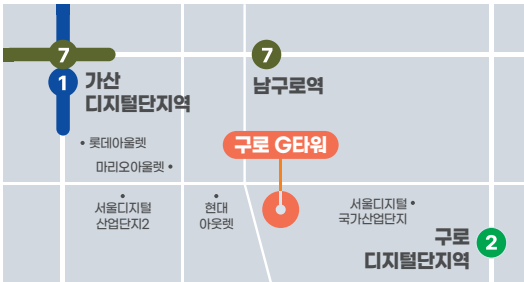 7
7
1
가산
디지털단지역
남구로역
• 롯데아울렛
마리오아울렛 •
구로 G타워
서울디지털
산업단지2
현대
아웃렛
서울디지털 •
국가산업단지
구로
디지털단지역
2